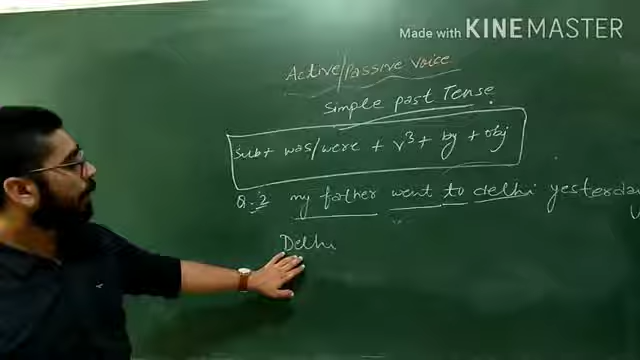 Made with KINEMASTER
Active/Passive Voice
Simple past Tense.
Sub + was/were + v³ + by + obj
Q.2 my father went to delhi yesterday
Delhi